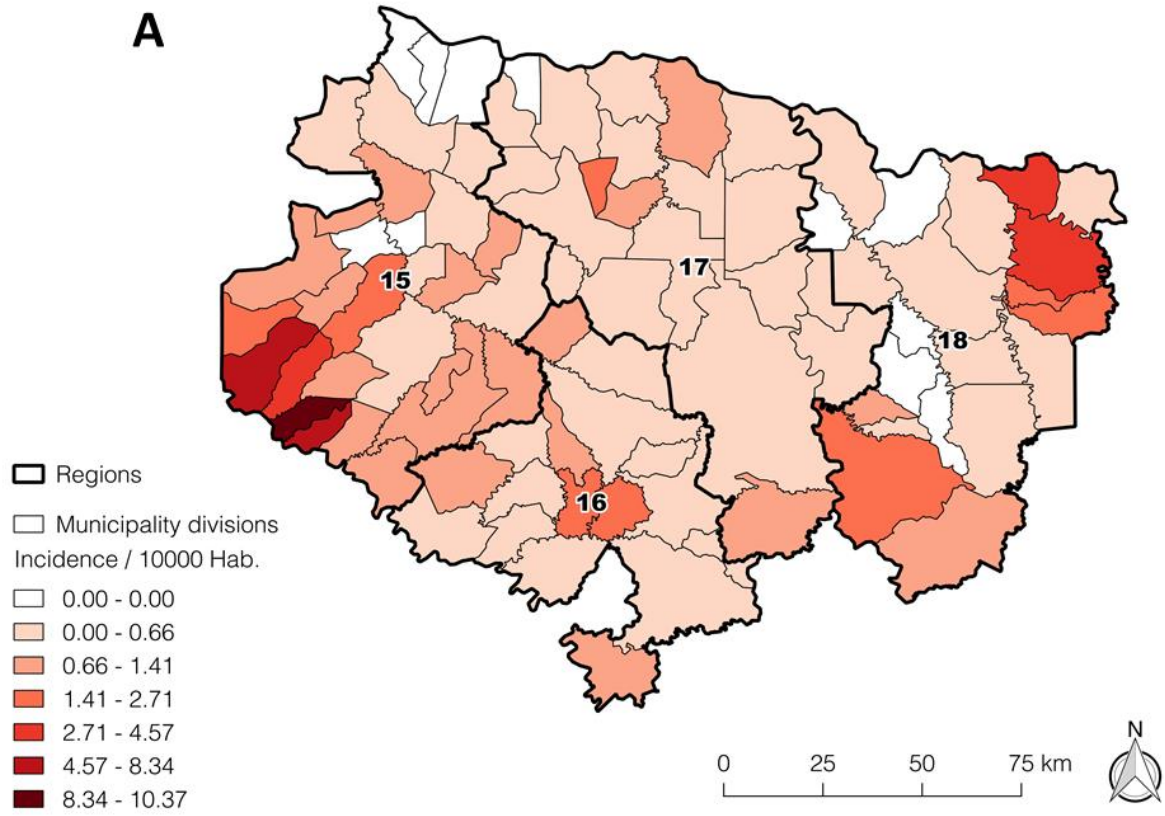 A
15
17
18
16
Regions
Municipality divisions
Incidence / 10000 Hab.
0.00 - 0.00
0.00 - 0.66
0.66 - 1.41
1.41 - 2.71
2.71 - 4.57
4.57 - 8.34
8.34 - 10.37
0 25 50 75 km
N